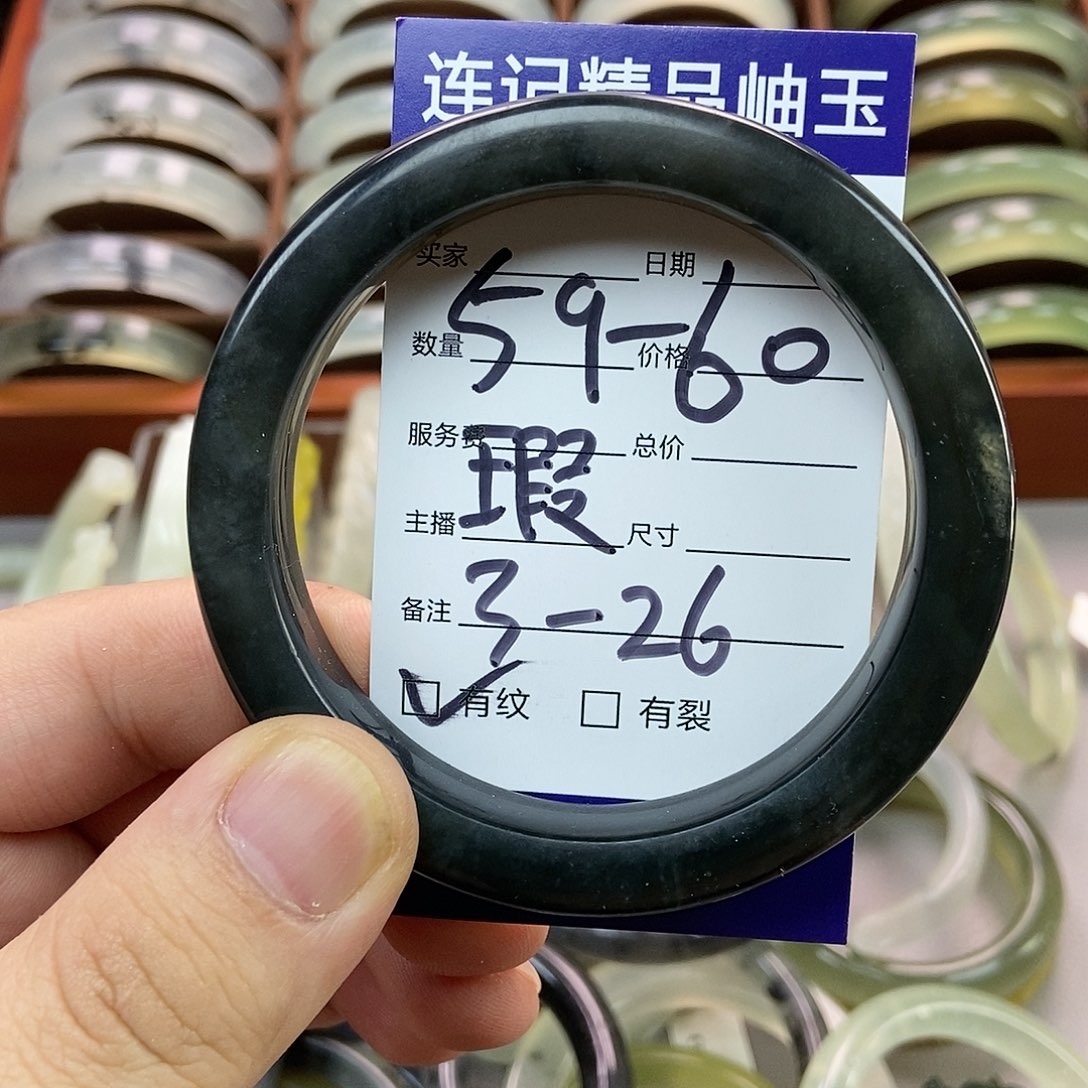 连记精品岫玉
买家 日期
59-60
数量 价格
服务费 总价
瑕
主播 尺寸
备注 3-26
✓ 有纹 □ 有裂